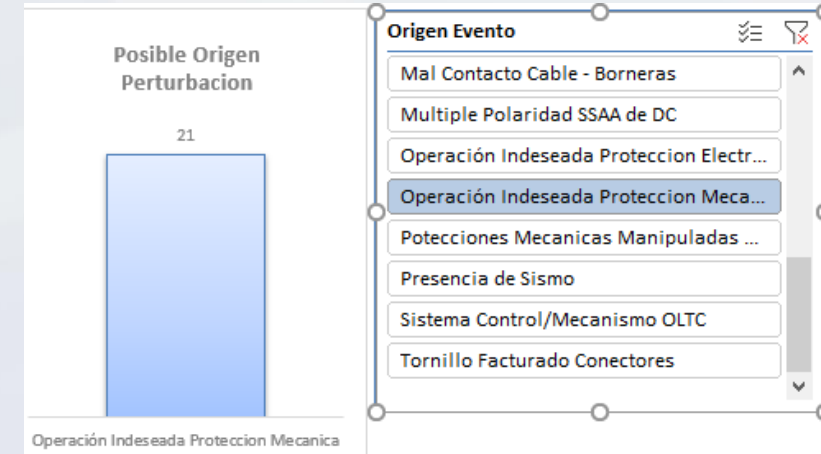 Posible Origen
Perturbacion
21
Operación Indeseada Proteccion Mecanica
Origen Evento
Mal Contacto Cable - Borneras
Multiple Polaridad SSAA de DC
Operación Indeseada Proteccion Electr...
Operación Indeseada Proteccion Meca...
Potecciones Mecanicas Manipuladas ...
Presencia de Sismo
Sistema Control/Mecanismo OLTC
Tornillo Facturado Conectores